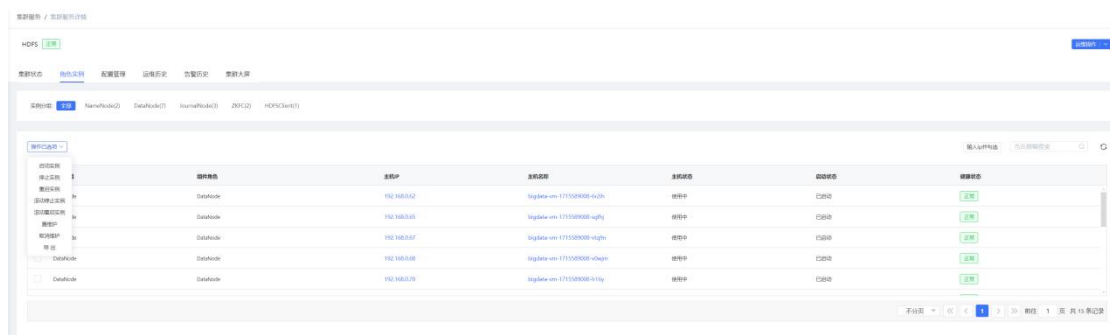 集群服务 / 集群服务详情
HDFS 正常 运维操作
集群状态 角色实例 配置管理 运维历史 告警历史 集群大屏
实例分组: 全部 NameNode(2) DataNode(7) JournalNode(3) ZKFC(2) HDFSClient(1)
操作已选项 输入ip并勾选
启动实例
停止实例
重启实例
滚动停止实例
滚动重启实例
置维护
取消维护
导出
组件角色 主机IP 主机名称 主机状态 启动状态 健康状态
DataNode 192.168.0.62 使用中 已启动 正常
DataNode 192.168.0.65 使用中 已启动 正常
DataNode 192.168.0.67 使用中 已启动 正常
DataNode DataNode 192.168.0.68 使用中 已启动 正常
DataNode DataNode 192.168.0.70 使用中 已启动 正常
不分页 1 前往 1 页 共 15 条记录